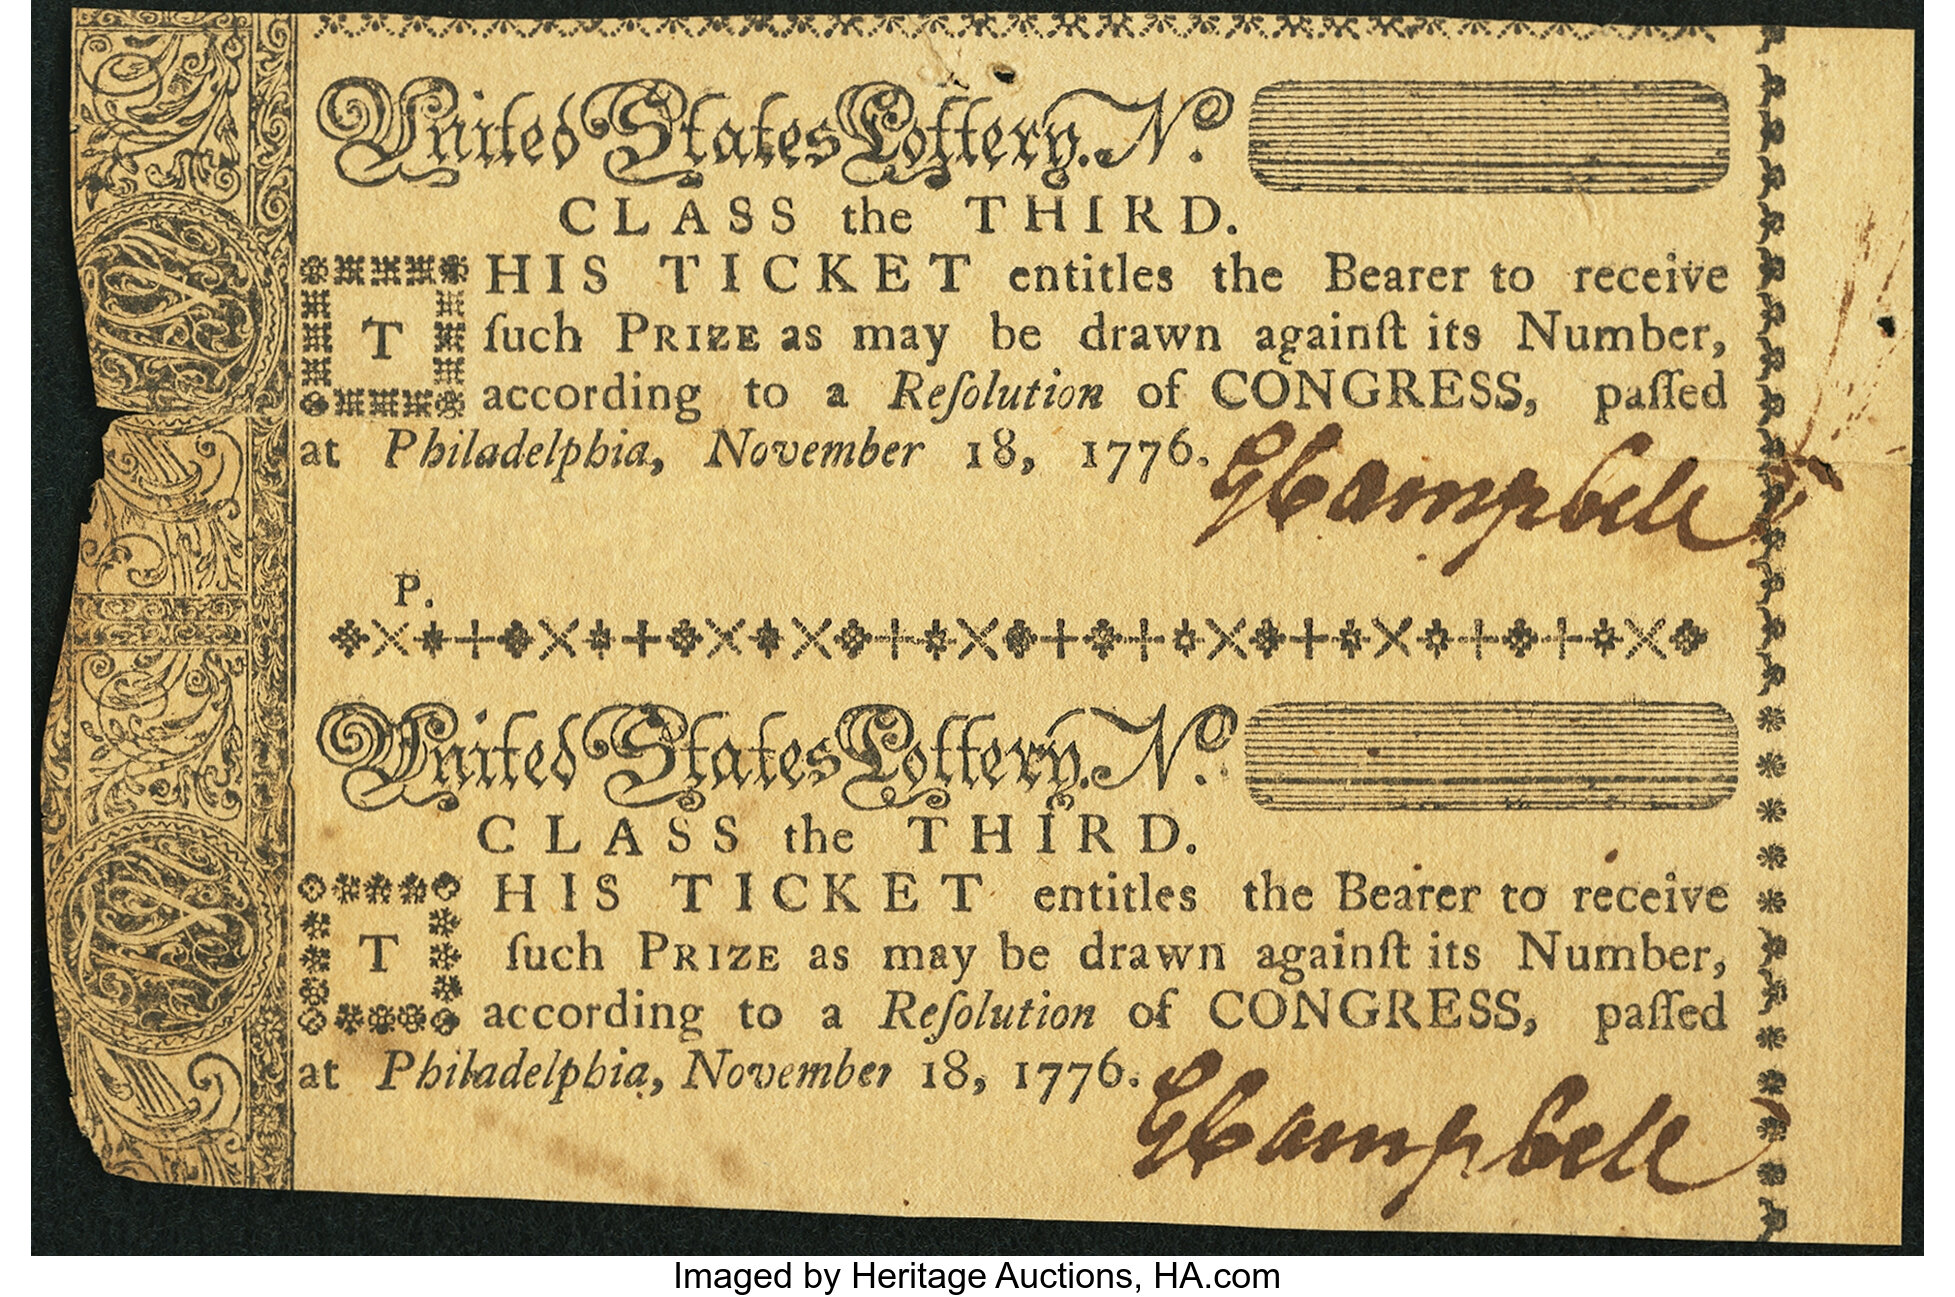 United States Lottery. Nº.
CLASS the THIRD.
THIS TICKET entitles the Bearer to receive
ſuch PRIZE as may be drawn againſt its Number,
according to a Reſolution of CONGRESS, paſſed
at Philadelphia, November 18, 1776.
G Campbell
P.
United States Lottery. Nº.
CLASS the THIRD.
THIS TICKET entitles the Bearer to receive
ſuch PRIZE as may be drawn againſt its Number,
according to a Reſolution of CONGRESS, paſſed
at Philadelphia, November 18, 1776.
G Campbell
Imaged by Heritage Auctions, HA.com